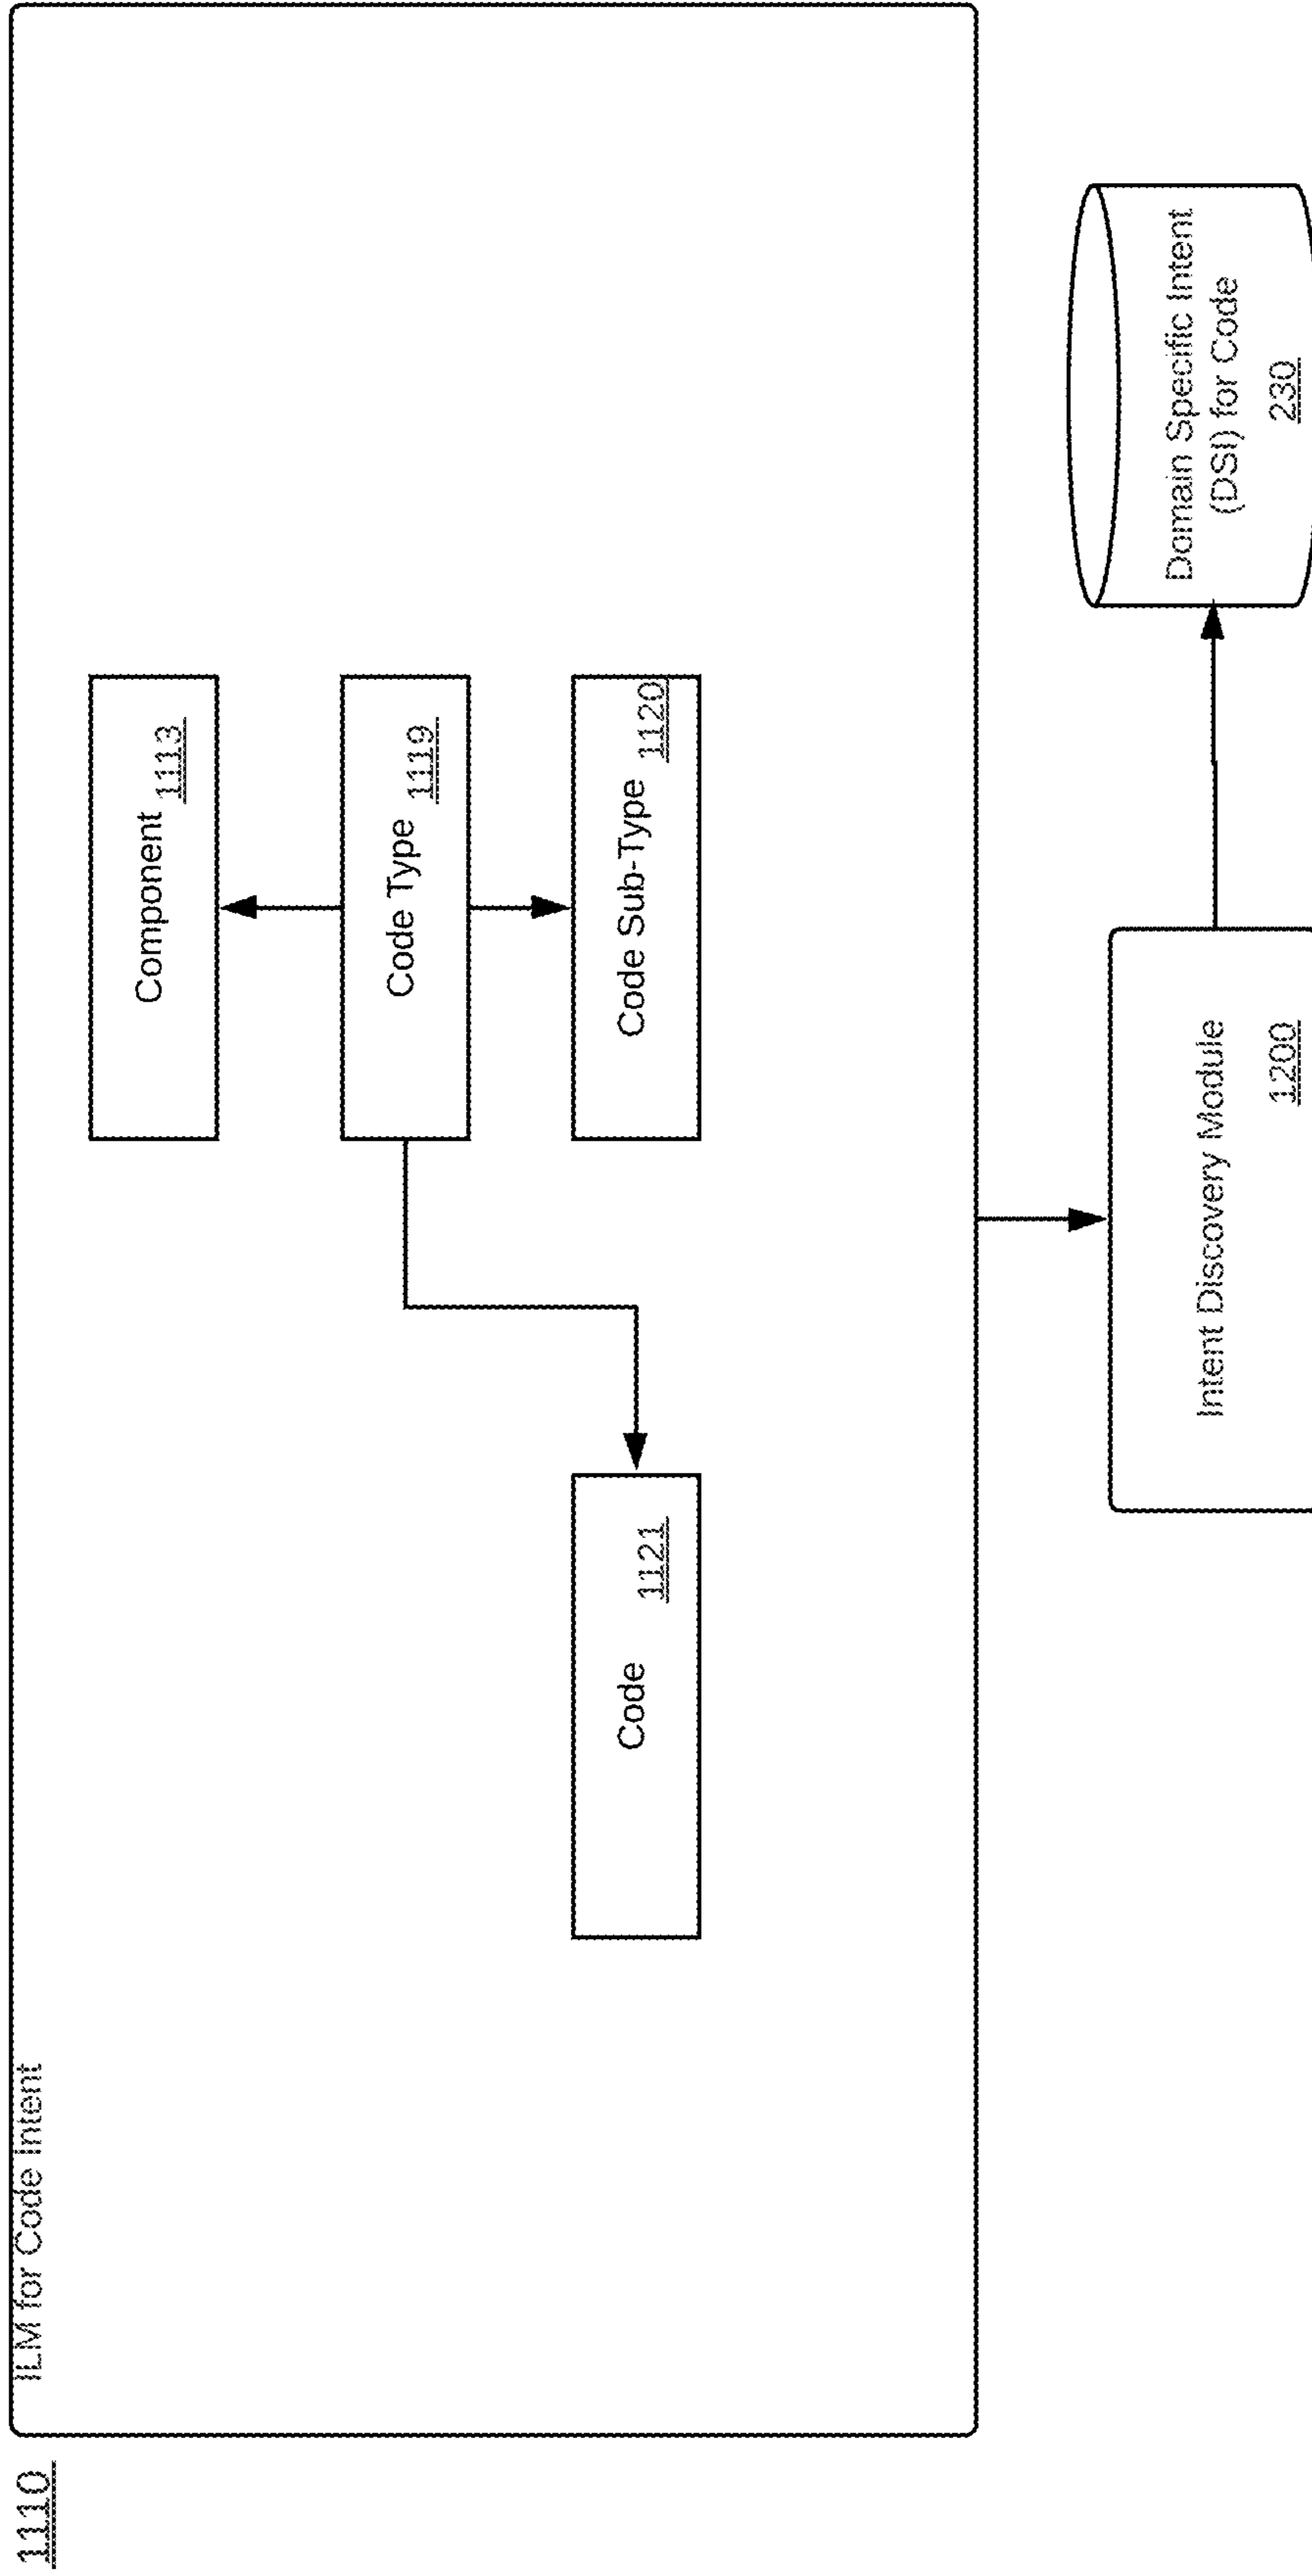 1110
ILM for Code Intent
Component
1113
Code Type
1119
Code
1121
Code Sub-Type
1120
Intent Discovery Module
1200
Domain Specific Intent
(DSI) for Code
230